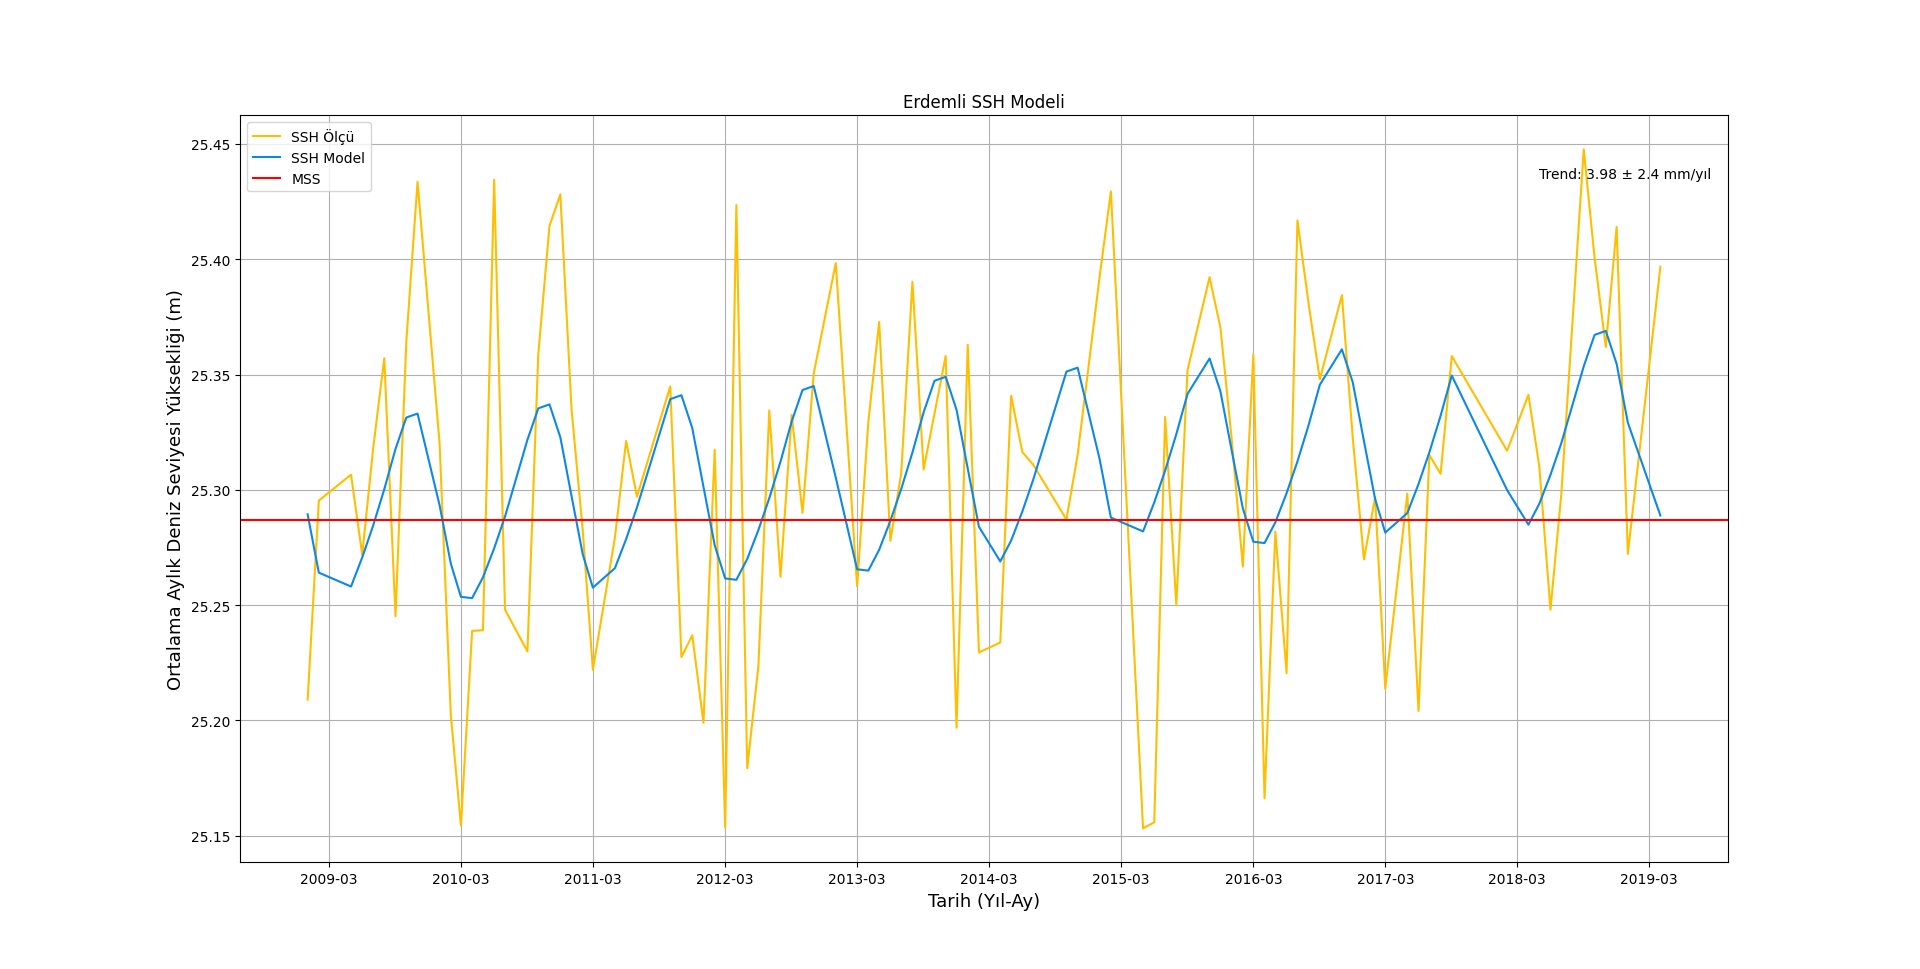 Erdemli SSH Modeli
SSH Ölçü
SSH Model
MSS
Trend: 3.98 ± 2.4 mm/yıl
Ortalama Aylık Deniz Seviyesi Yüksekliği (m)
25.45
25.40
25.35
25.30
25.25
25.20
25.15
2009-03 2010-03 2011-03 2012-03 2013-03 2014-03 2015-03 2016-03 2017-03 2018-03 2019-03
Tarih (Yıl-Ay)